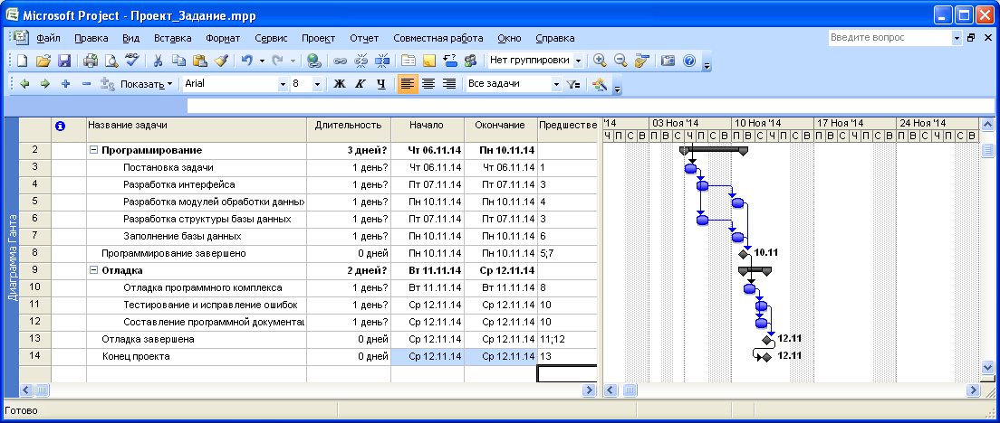 Microsoft Project - Проект_Задание.mpp
Файл Правка Вид Вставка Формат Сервис Проект Отчет Совместная работа Окно Справка Введите вопрос
Нет группировки
Показать Arial 8 Ж К Ч Все задачи
Название задачи Длительность Начало Окончание Предшестве '14 03 Ноя '14 10 Ноя '14 17 Ноя '14 24 Ноя '14
Ч П С В П В С Ч П С В П В С Ч П С В П В С Ч П С В П В С Ч П С В
2 Программирование 3 дней? Чт 06.11.14 Пн 10.11.14
3 Постановка задачи 1 день? Чт 06.11.14 Чт 06.11.14 1
4 Разработка интерфейса 1 день? Пт 07.11.14 Пт 07.11.14 3
5 Разработка модулей обработки данных 1 день? Пн 10.11.14 Пн 10.11.14 4
6 Разработка структуры базы данных 1 день? Пт 07.11.14 Пт 07.11.14 3
7 Заполнение базы данных 1 день? Пн 10.11.14 Пн 10.11.14 6
8 Программирование завершено 0 дней Пн 10.11.14 Пн 10.11.14 5;7 10.11
9 Отладка 2 дней? Вт 11.11.14 Ср 12.11.14
10 Отладка программного комплекса 1 день? Вт 11.11.14 Вт 11.11.14 8
11 Тестирование и исправление ошибок 1 день? Ср 12.11.14 Ср 12.11.14 10
12 Составление программной документац 1 день? Ср 12.11.14 Ср 12.11.14 10
13 Отладка завершена 0 дней Ср 12.11.14 Ср 12.11.14 11;12 12.11
14 Конец проекта 0 дней Ср 12.11.14 Ср 12.11.14 13 12.11
Диаграмма Ганта
Готово